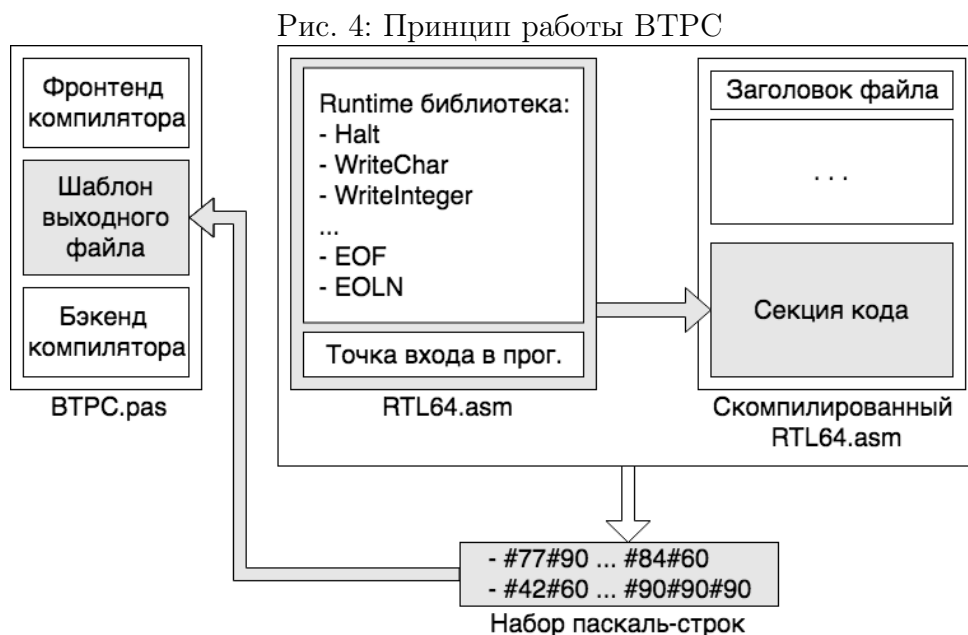 Рис. 4: Принцип работы BTPC
Фронтенд
компилятора
Шаблон
выходного
файла
Бэкенд
компилятора
BTPC.pas
Runtime библиотека:
- Halt
- WriteChar
- WriteInteger
...
- EOF
- EOLN
Точка входа в прог.
RTL64.asm
Заголовок файла
. . .
Секция кода
Скомпилированный
RTL64.asm
- #77#90 ... #84#60
- #42#60 ... #90#90#90
Набор паскаль-строк